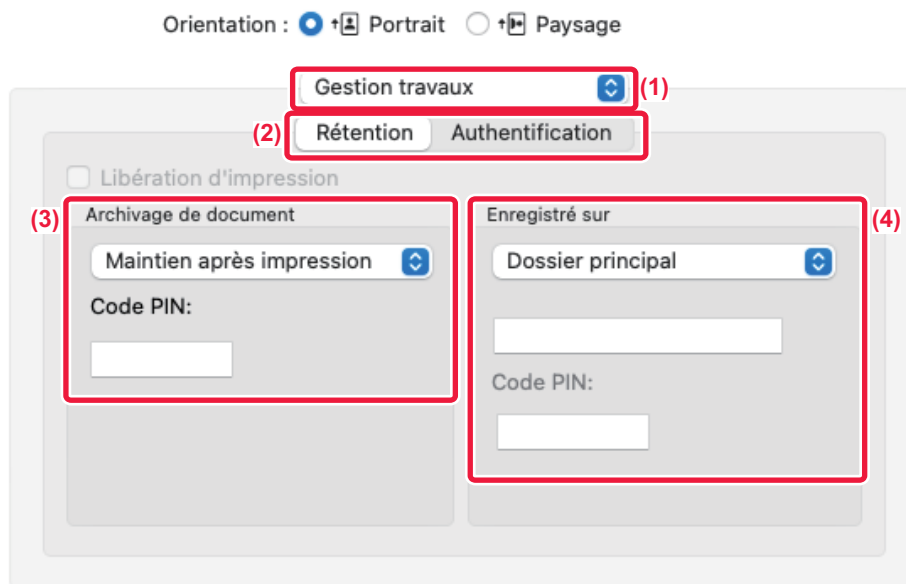 Orientation : Portrait Paysage
Gestion travaux (1)
(2) Rétention Authentification
Libération d'impression
(3) Archivage de document
Maintien après impression
Code PIN:
Enregistré sur (4)
Dossier principal
Code PIN: